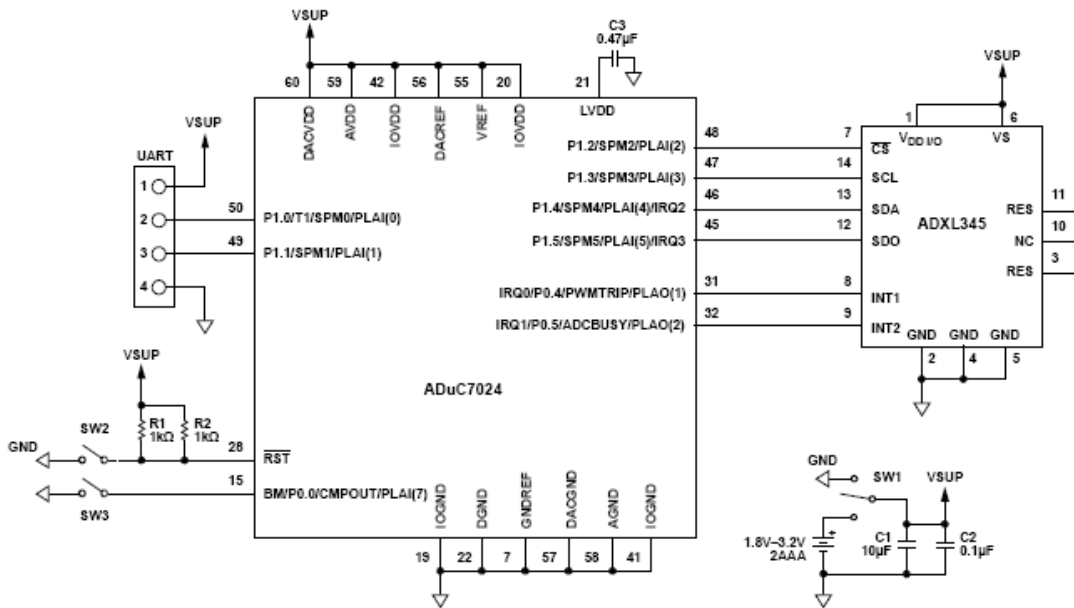 VSUP
C3
0.47µF
VSUP
60 59 42 56 55 20 21
DACVDD
AVDD
IOVDD
DACREF
VREF
IOVDD
LVDD
VSUP
1 6
VDD I/O VS
UART
1
2
3
4
50
P1.0/T1/SPM0/PLAI(0)
49
P1.1/SPM1/PLAI(1)
P1.2/SPM2/PLAI(2) 48 7 CS
P1.3/SPM3/PLAI(3) 47 14 SCL
P1.4/SPM4/PLAI(4)/IRQ2 46 13 SDA
P1.5/SPM5/PLAI(5)/IRQ3 45 12 SDO
IRQ0/P0.4/PWMTRIP/PLAO(1) 31 8 INT1
IRQ1/P0.5/ADCBUSY/PLAO(2) 32 9 INT2
ADXL345
RES 11
NC 10
RES 3
GND GND GND
2 4 5
ADuC7024
VSUP
R1
1kΩ
R2
1kΩ
GND
SW2
28
RST
SW3
15
BM/P0.0/CMPOUT/PLAI(7)
IOGND
DGND
GNDREF
DACGND
AGND
IOGND
19 22 7 57 58 41
GND
SW1
VSUP
1.8V–3.2V
2AAA
+
C1
10µF
C2
0.1µF